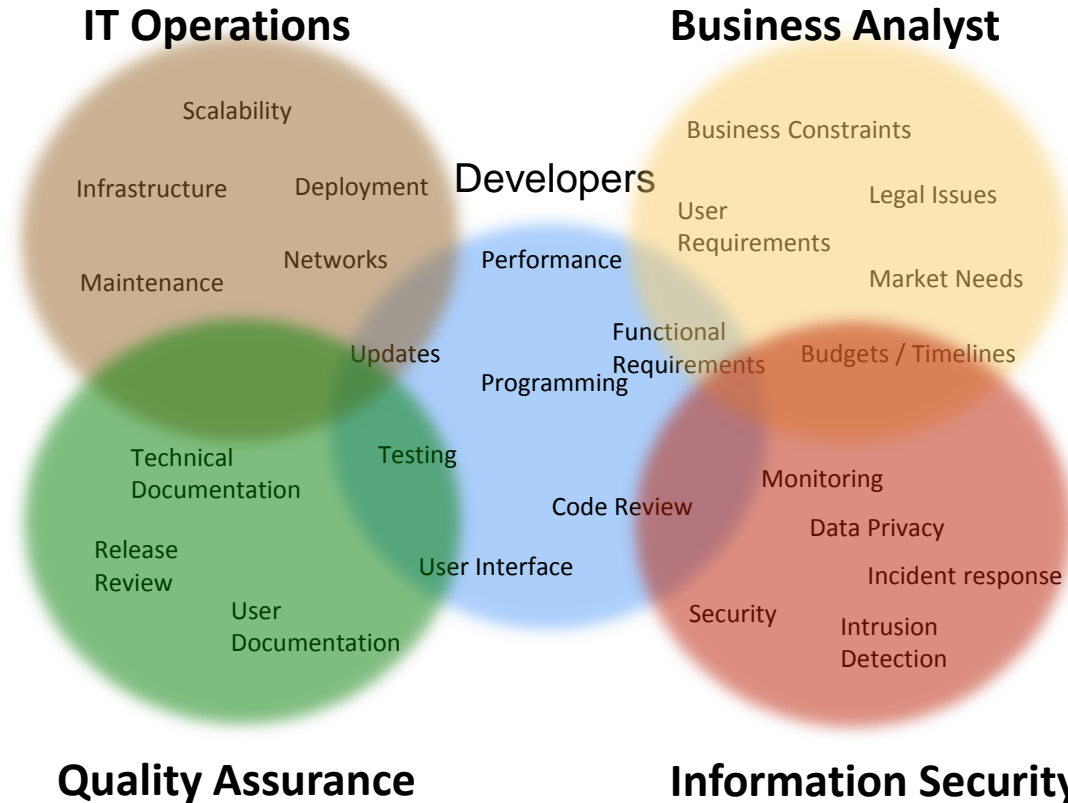 IT Operations
Business Analyst
Scalability
Business Constraints
Developers
Infrastructure
Deployment
Legal Issues
User
Requirements
Networks
Performance
Maintenance
Market Needs
Functional
Requirements
Updates
Budgets / Timelines
Programming
Technical
Documentation
Testing
Monitoring
Code Review
Data Privacy
Release
Review
User Interface
Incident response
User
Documentation
Security
Intrusion
Detection
Quality Assurance
Information Security